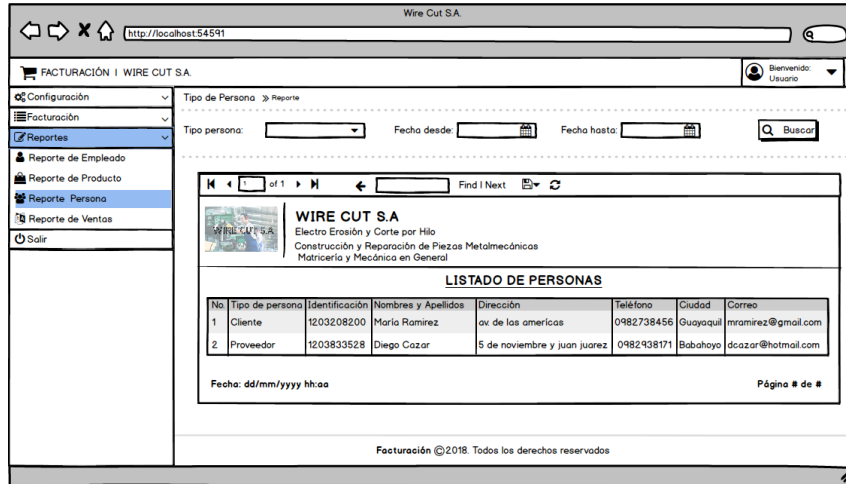 Wire Cut S.A.
http://localhost:54591
FACTURACIÓN I WIRE CUT S.A.
Bienvenido:
Usuario
Configuración
Facturación
Reportes
Reporte de Empleado
Reporte de Producto
Reporte Persona
Reporte de Ventas
Salir
Tipo de Persona » Reporte
Tipo persona: Fecha desde: Fecha hasta: Buscar
1 of 1 Find I Next
WIRE CUT S.A
WIRE CUT S.A
Electro Erosión y Corte por Hilo
Construcción y Reparación de Piezas Metalmecánicas
Matricería y Mecánica en General
LISTADO DE PERSONAS
No. Tipo de persona Identificación Nombres y Apellidos Dirección Teléfono Ciudad Correo
1 Cliente 1203208200 María Ramirez av. de las americas 0982738456 Guayaquil mramirez@gmail.com
2 Proveedor 1203833528 Diego Cazar 5 de noviembre y juan juarez 0982938171 Babahoyo dcazar@hotmail.com
Fecha: dd/mm/yyyy hh:aa Página # de #
Facturación ©2018. Todos los derechos reservados